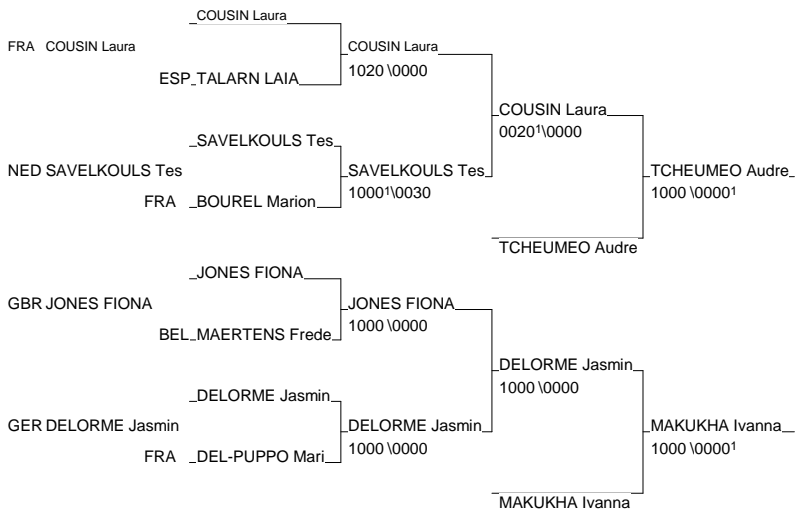 COUSIN Laura
FRA COUSIN Laura COUSIN Laura
1020 \0000
ESP TALARN LAIA
COUSIN Laura
0020¹\0000
SAVELKOULS Tes
NED SAVELKOULS Tes SAVELKOULS Tes TCHEUMEO Audre
1000¹\0030 1000 \0000¹
FRA BOUREL Marion
TCHEUMEO Audre
JONES FIONA
GBR JONES FIONA JONES FIONA
1000 \0000
BEL MAERTENS Frede
DELORME Jasmin
1000 \0000
DELORME Jasmin
GER DELORME Jasmin DELORME Jasmin MAKUKHA Ivanna
1000 \0000 1000 \0000¹
FRA DEL-PUPPO Mari
MAKUKHA Ivanna